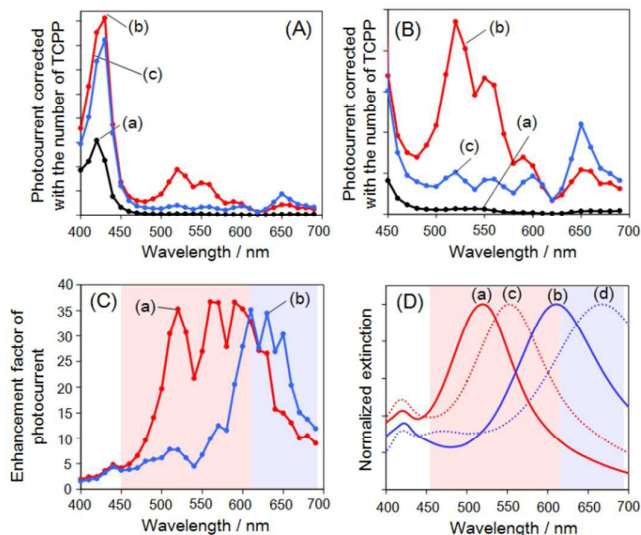 (A)
(b)
(c)
(a)
Photocurrent corrected
with the number of TCPP
400 450 500 550 600 650 700
Wavelength / nm
(B)
(b)
(a)
(c)
Photocurrent corrected
with the number of TCPP
450 500 550 600 650 700
Wavelength / nm
(C)
(a)
(b)
Enhancement factor of
photocurrent
40
35
30
25
20
15
10
5
0
400 450 500 550 600 650 700
Wavelength / nm
(D)
(a) (c) (b) (d)
Normalized extinction
400 450 500 550 600 650 700
Wavelength / nm